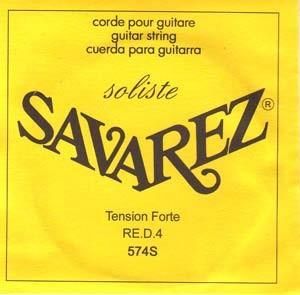 corde pour guitare
guitar string
cuerda para guitarra
soliste
SAVAREZ®
Tension Forte
RE.D.4
574S